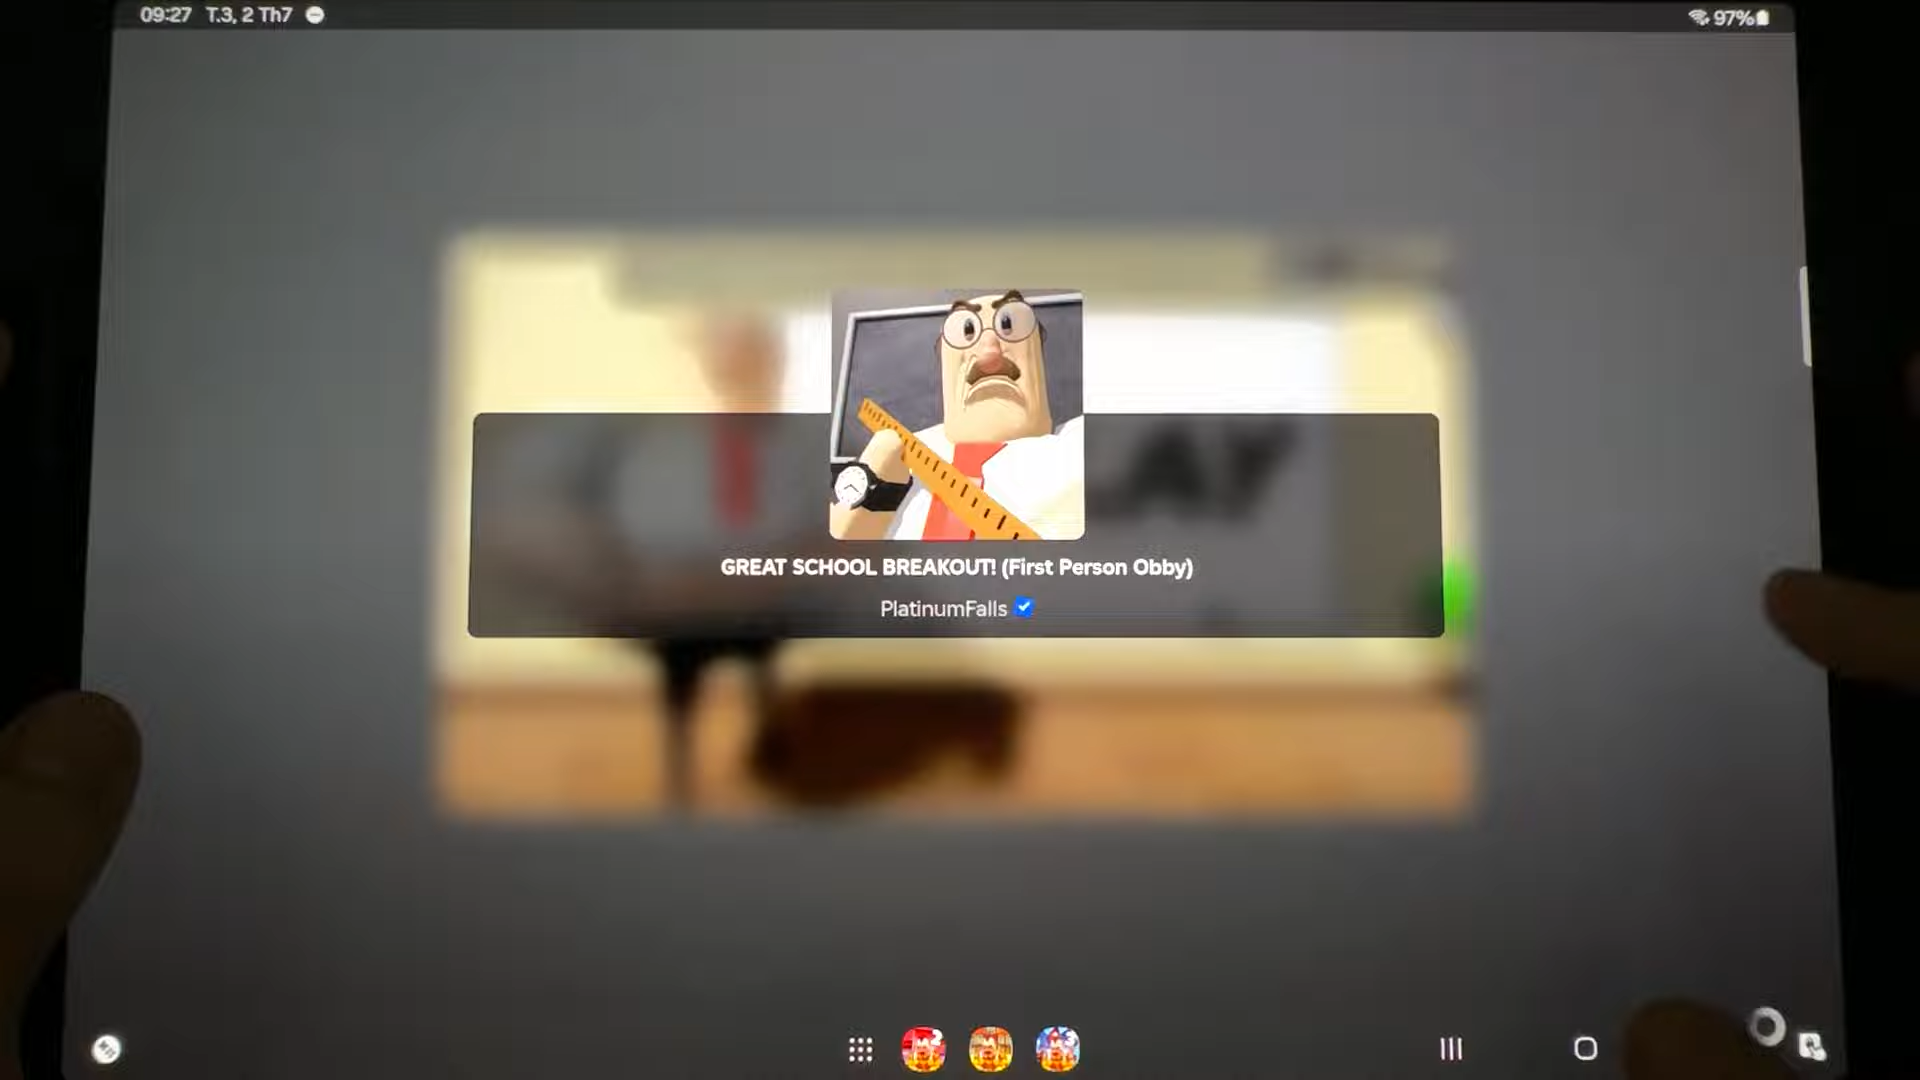 09:27 T.3, 2 Th7
97%
GREAT SCHOOL BREAKOUT! (First Person Obby)
PlatinumFalls